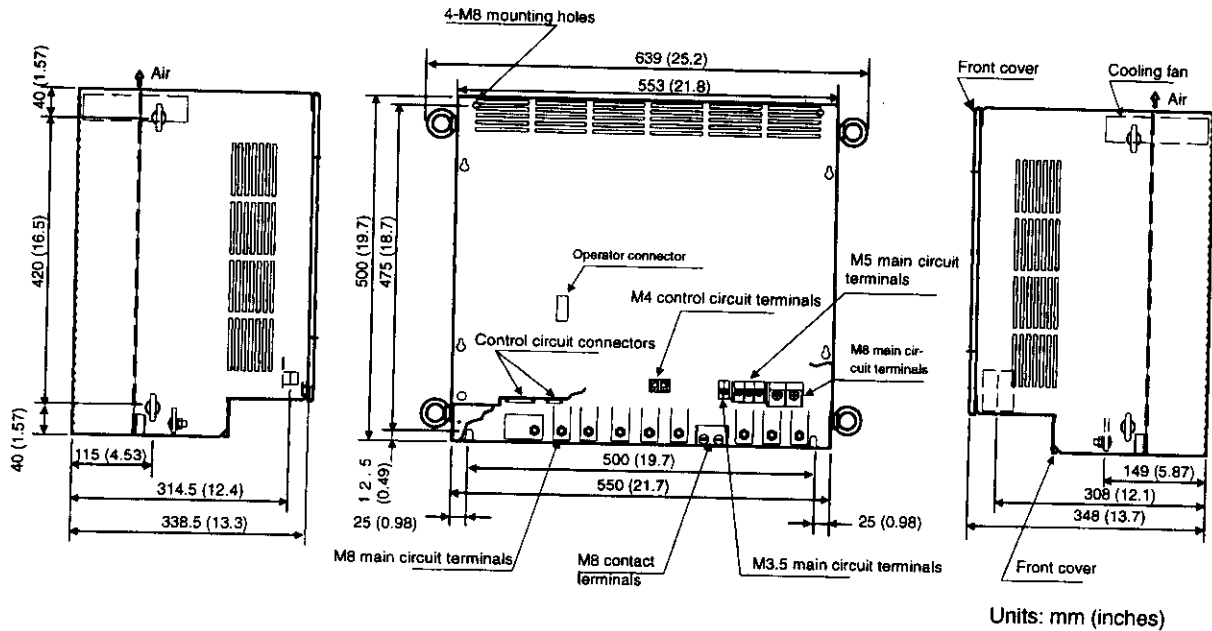 4-M8 mounting holes
639 (25.2)
553 (21.8)
40 (1.57)
Air
420 (16.5)
40 (1.57)
115 (4.53)
314.5 (12.4)
338.5 (13.3)
500 (19.7)
475 (18.7)
Operator connector
M5 main circuit
terminals
M4 control circuit terminals
Control circuit connectors
M8 main cir-
cuit terminals
12.5
(0.49)
500 (19.7)
550 (21.7)
25 (0.98)
25 (0.98)
M8 main circuit terminals
M8 contact
terminals
M3.5 main circuit terminals
Front cover
Cooling fan
Air
149 (5.87)
308 (12.1)
348 (13.7)
Front cover
Units: mm (inches)